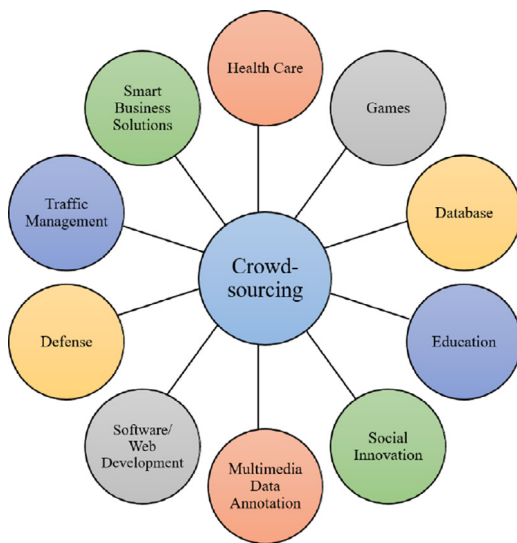 Health Care
Smart
Business
Solutions
Games
Traffic
Management
Database
Crowd-
sourcing
Defense
Education
Software/
Web
Development
Social
Innovation
Multimedia
Data
Annotation